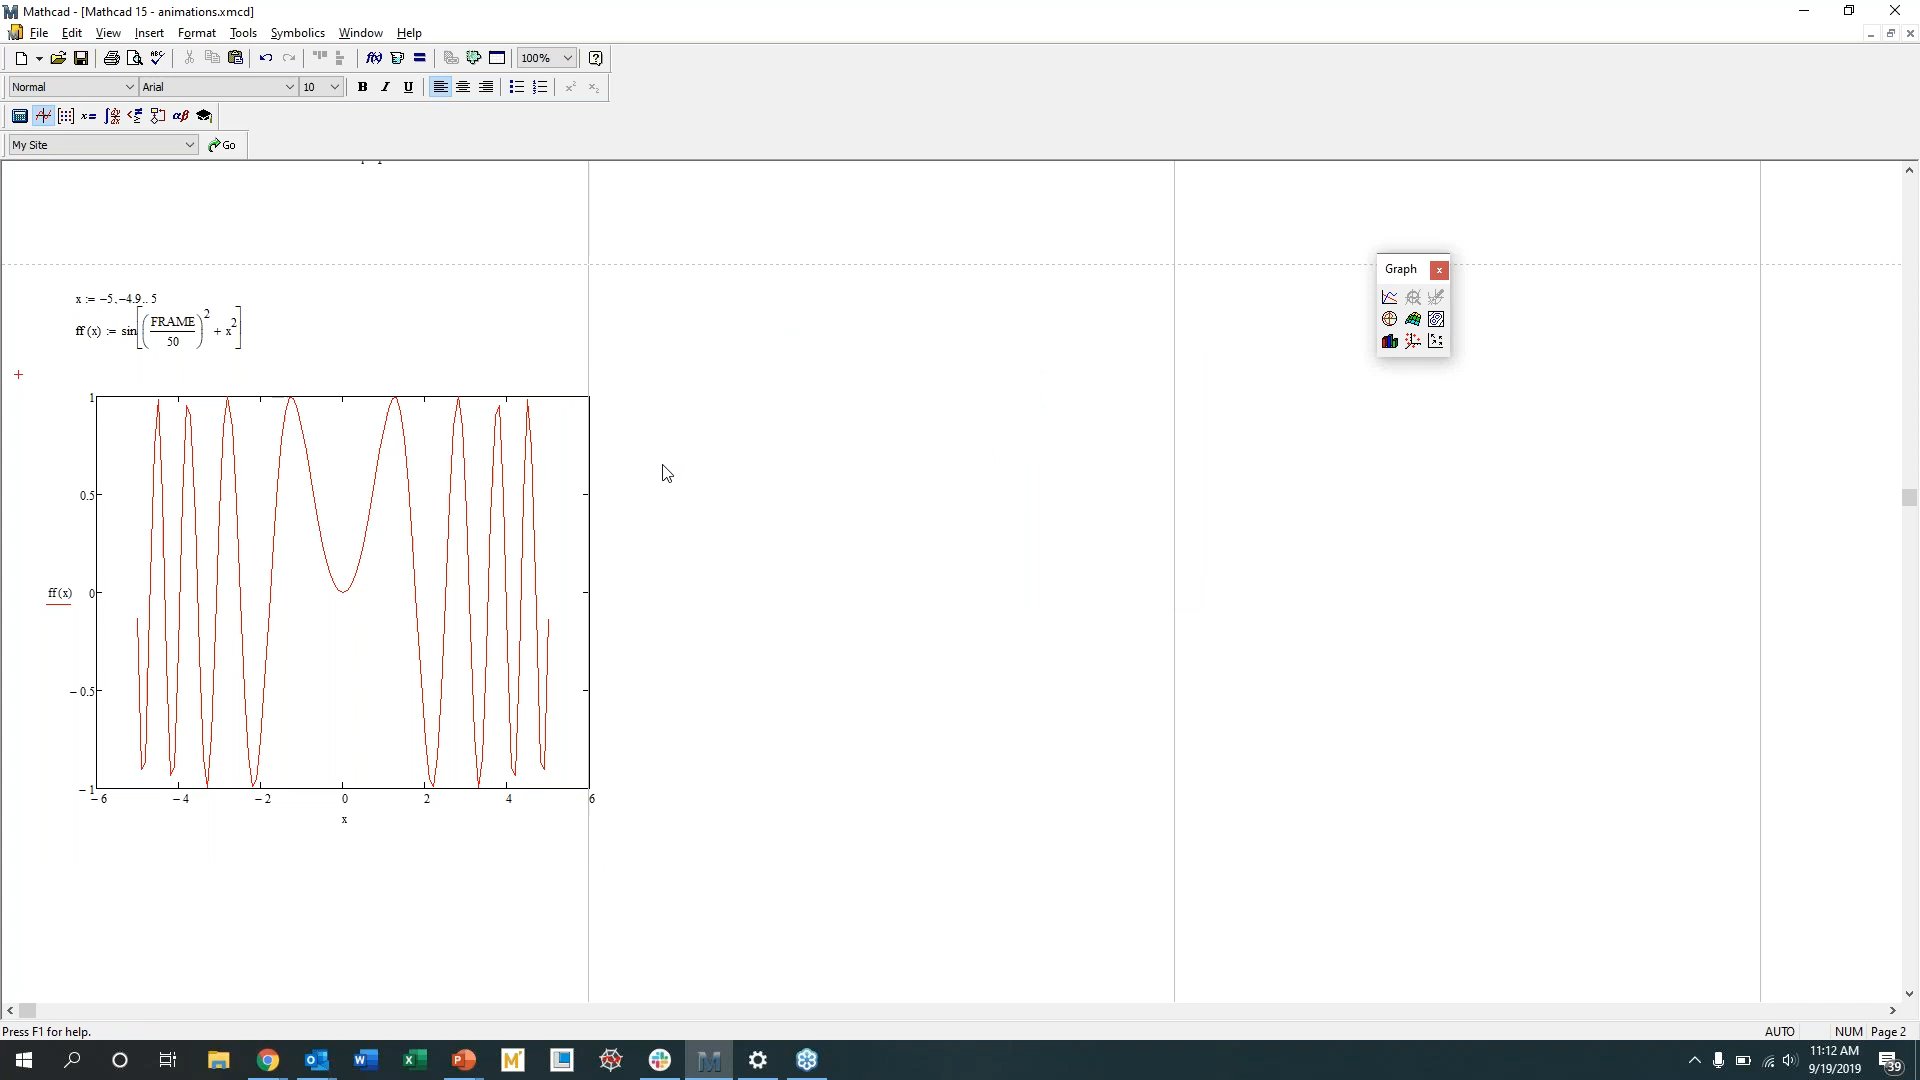 Mathcad - [Mathcad 15 - animations.xmcd]
File Edit View Insert Format Tools Symbolics Window Help
100%
Normal Arial 10 B I U
αβ
My Site Go
Graph x
x := −5,−4.9.. 5
ff(x) := sin[(FRAME/50)^2 + x^2]
1
0.5
ff(x) 0
−0.5
−1
−6 −4 −2 0 2 4 6
x
Press F1 for help. AUTO NUM Page 2
11:12 AM
9/19/2019
39